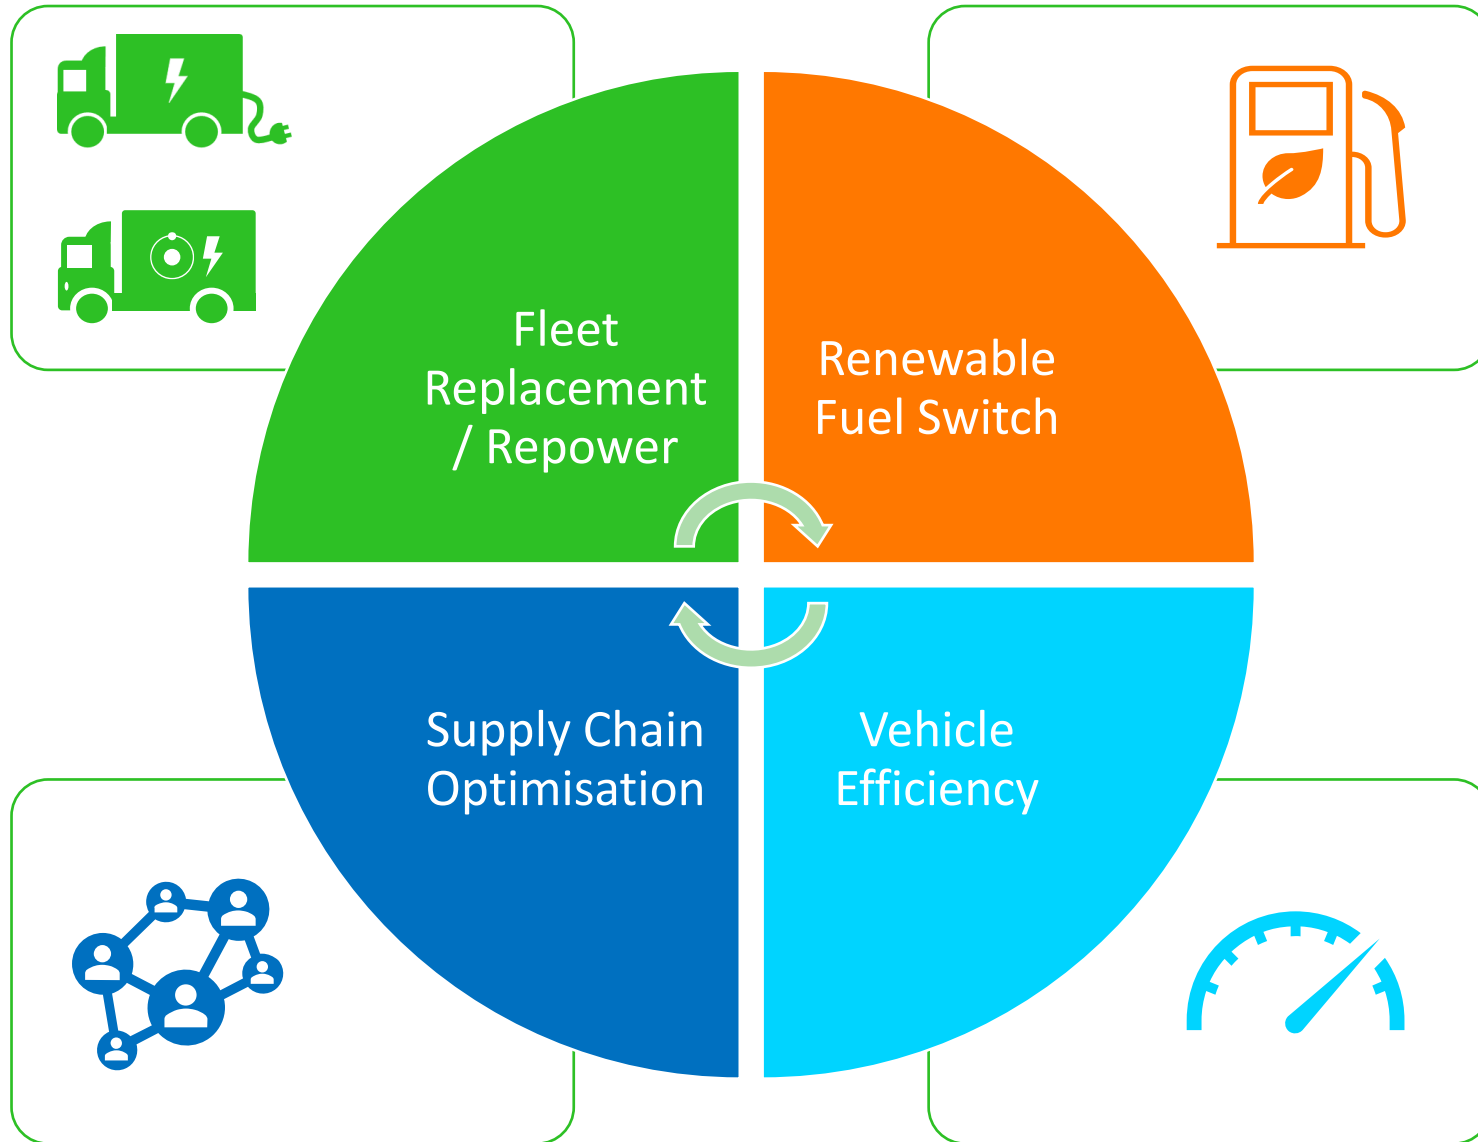 Fleet
Replacement
/ Repower
Renewable
Fuel Switch
Supply Chain
Optimisation
Vehicle
Efficiency